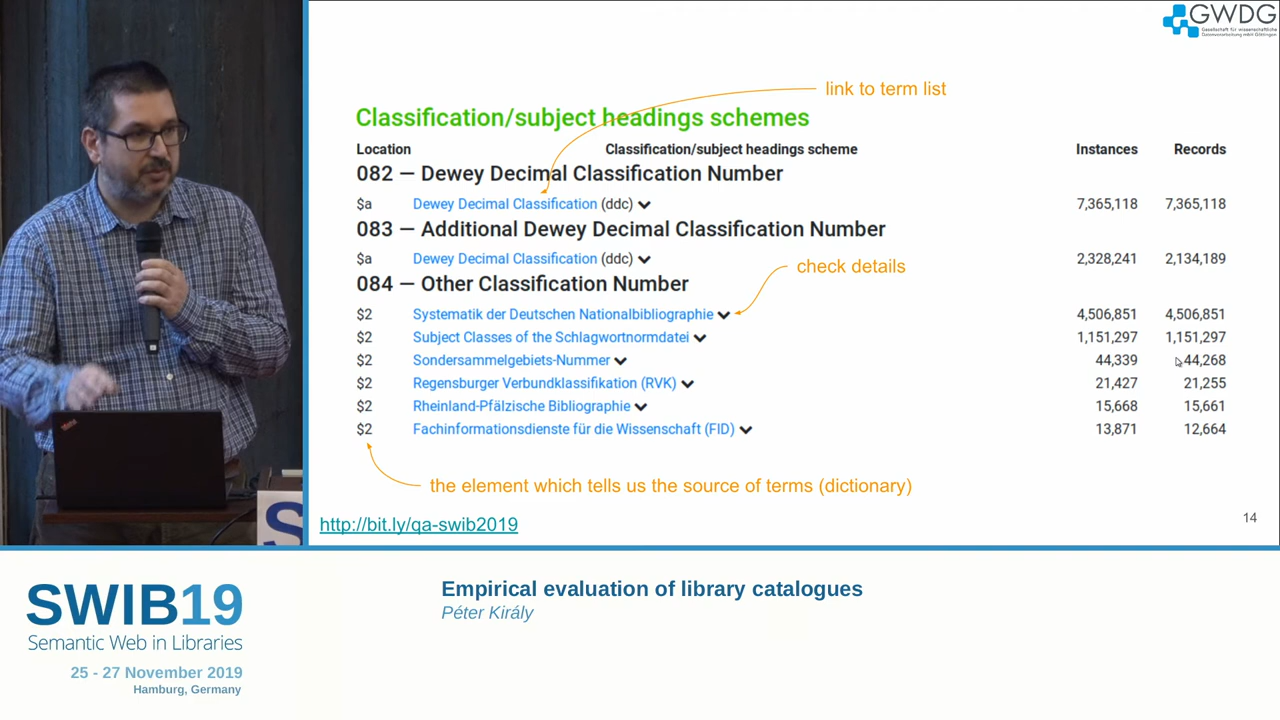 GWDG
Gesellschaft für wissenschaftliche
Datenverarbeitung mbH Göttingen
link to term list
Classification/subject headings schemes
Location Classification/subject headings scheme Instances Records
082 — Dewey Decimal Classification Number
$a Dewey Decimal Classification (ddc) 7,365,118 7,365,118
083 — Additional Dewey Decimal Classification Number
$a Dewey Decimal Classification (ddc) 2,328,241 2,134,189
check details
084 — Other Classification Number
$2 Systematik der Deutschen Nationalbibliographie 4,506,851 4,506,851
$2 Subject Classes of the Schlagwortnormdatei 1,151,297 1,151,297
$2 Sondersammelgebiets-Nummer 44,339 44,268
$2 Regensburger Verbundklassifikation (RVK) 21,427 21,255
$2 Rheinland-Pfälzische Bibliographie 15,668 15,661
$2 Fachinformationsdienste für die Wissenschaft (FID) 13,871 12,664
the element which tells us the source of terms (dictionary)
http://bit.ly/qa-swib2019
14
S
SWIB19
Semantic Web in Libraries
25 - 27 November 2019
Hamburg, Germany
Empirical evaluation of library catalogues
Péter Király